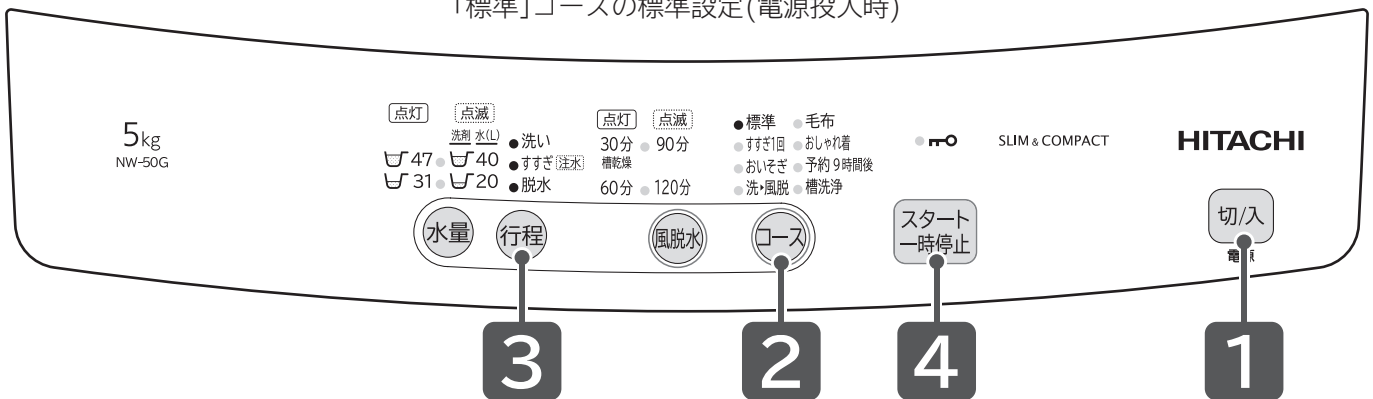 「標準」コースの標準設定(電源投入時)
5kg
NW-50G
点灯 点滅
洗剤 水(L)
47 40
31 20
洗い
すすぎ 注水
脱水
点灯 点滅
30分 90分
槽乾燥
60分 120分
標準 毛布
すすぎ1回 おしゃれ着
おいそぎ 予約 9時間後
洗▸風脱 槽洗浄
SLIM & COMPACT
HITACHI
水量
行程
風脱水
コース
スタート
一時停止
切/入
電源
3
2
4
1